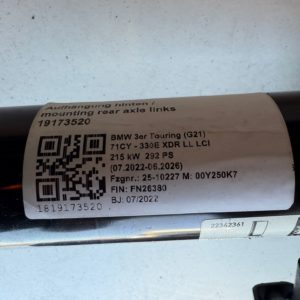 Aufhängung hinten /
mounting rear axle links
19173520
BMW 3er Touring (G21)
71CY - 330E XDR LL LCI
215 kW 292 PS
(07.2022-06.2026)
Fzgnr.: 25-10227 M: 00Y250K7
FIN: FN26380
BJ: 07/2022
1819173520
22362361